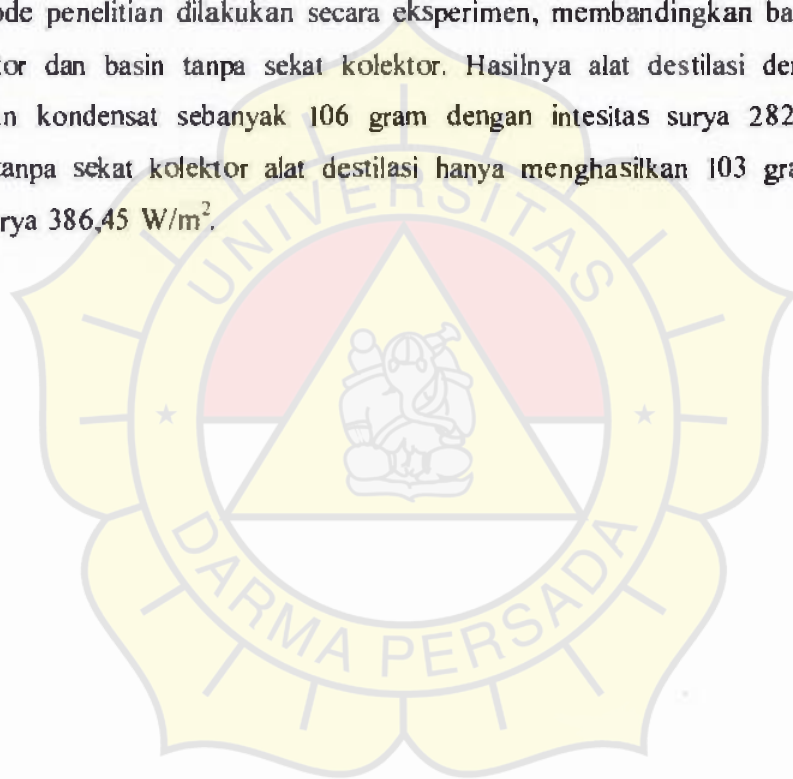 ode penelitian dilakukan secara eksperimen, membandingkan ba
or dan basin tanpa sekat kolektor. Hasilnya alat destilasi der
n kondensat sebanyak 106 gram dengan intesitas surya 282
tanpa sekat kolektor alat destilasi hanya menghasilkan 103 gra
rya 386,45 W/m².
UNIVERSITAS
DARMA PERSADA